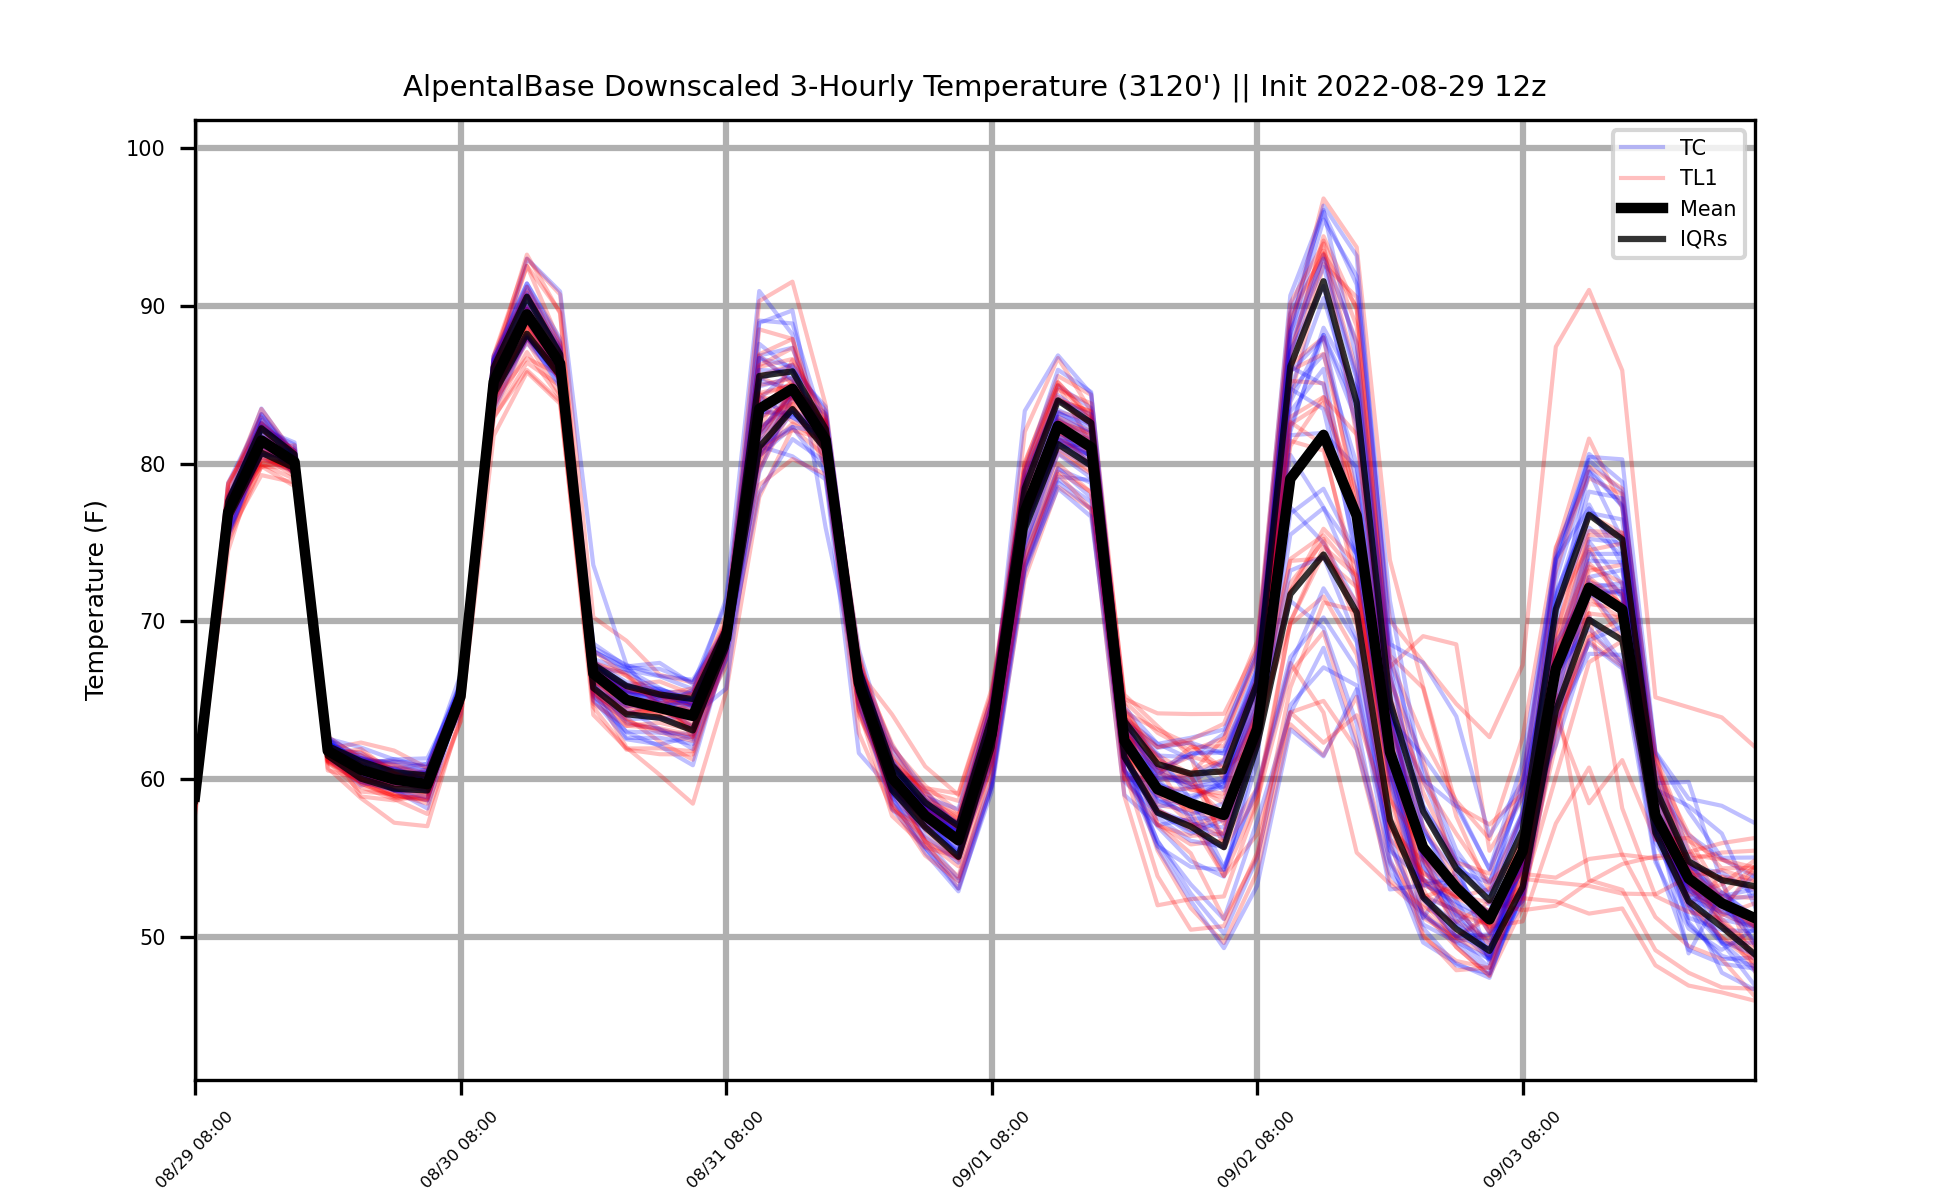 AlpentalBase Downscaled 3-Hourly Temperature (3120') || Init 2022-08-29 12z
TC
TL1
Mean
IQRs
Temperature (F)
100
90
80
70
60
50
08/29 08:00
08/30 08:00
08/31 08:00
09/01 08:00
09/02 08:00
09/03 08:00